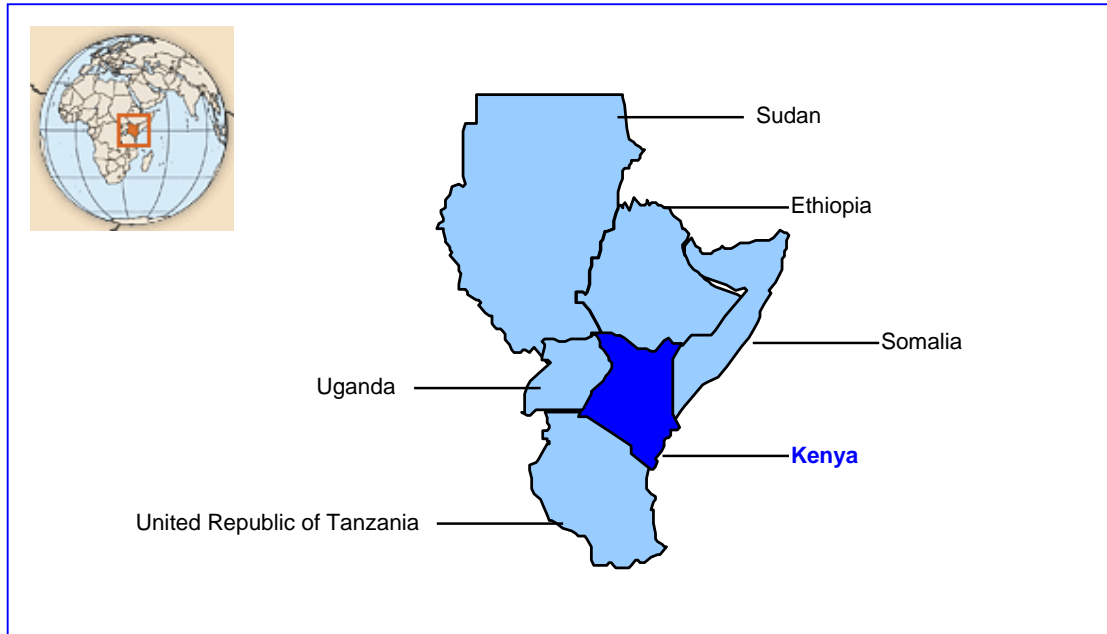 Sudan
Ethiopia
Somalia
Uganda
Kenya
United Republic of Tanzania